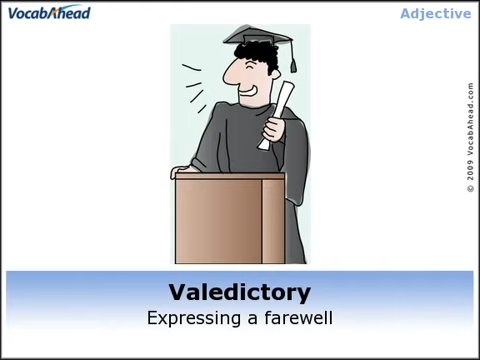 VocabAhead
Adjective
© 2009 VocabAhead.com
Valedictory
Expressing a farewell